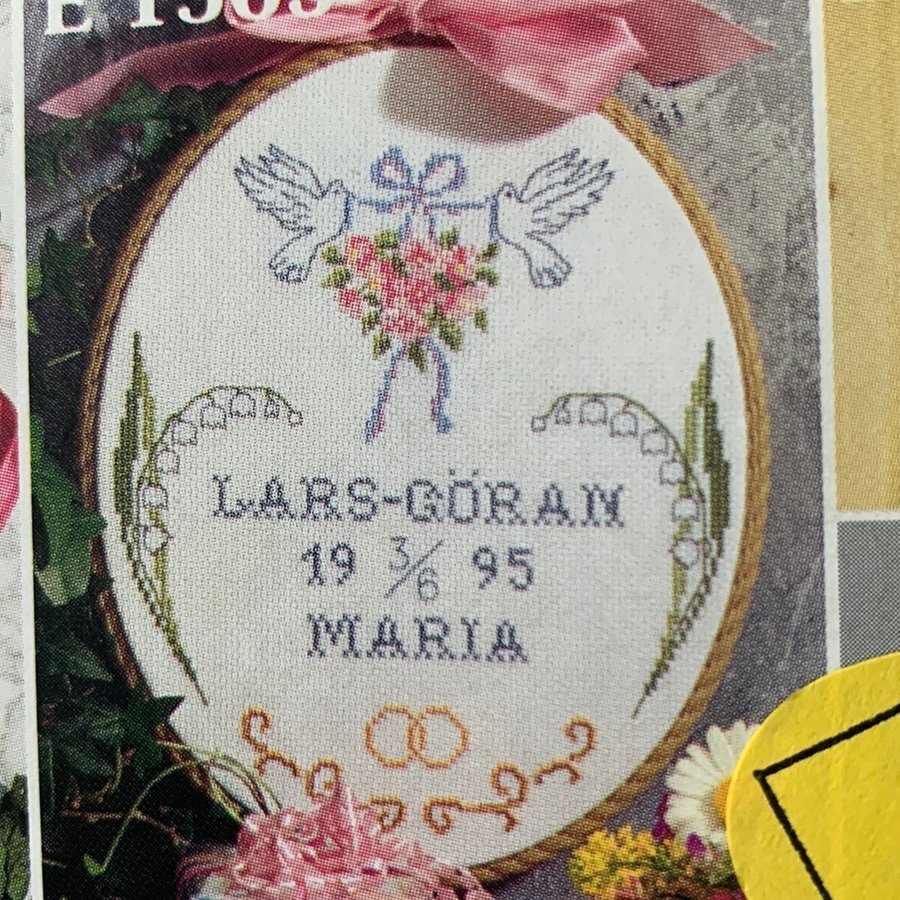 LARS-GÖRAN
19 3/6 95
MARIA